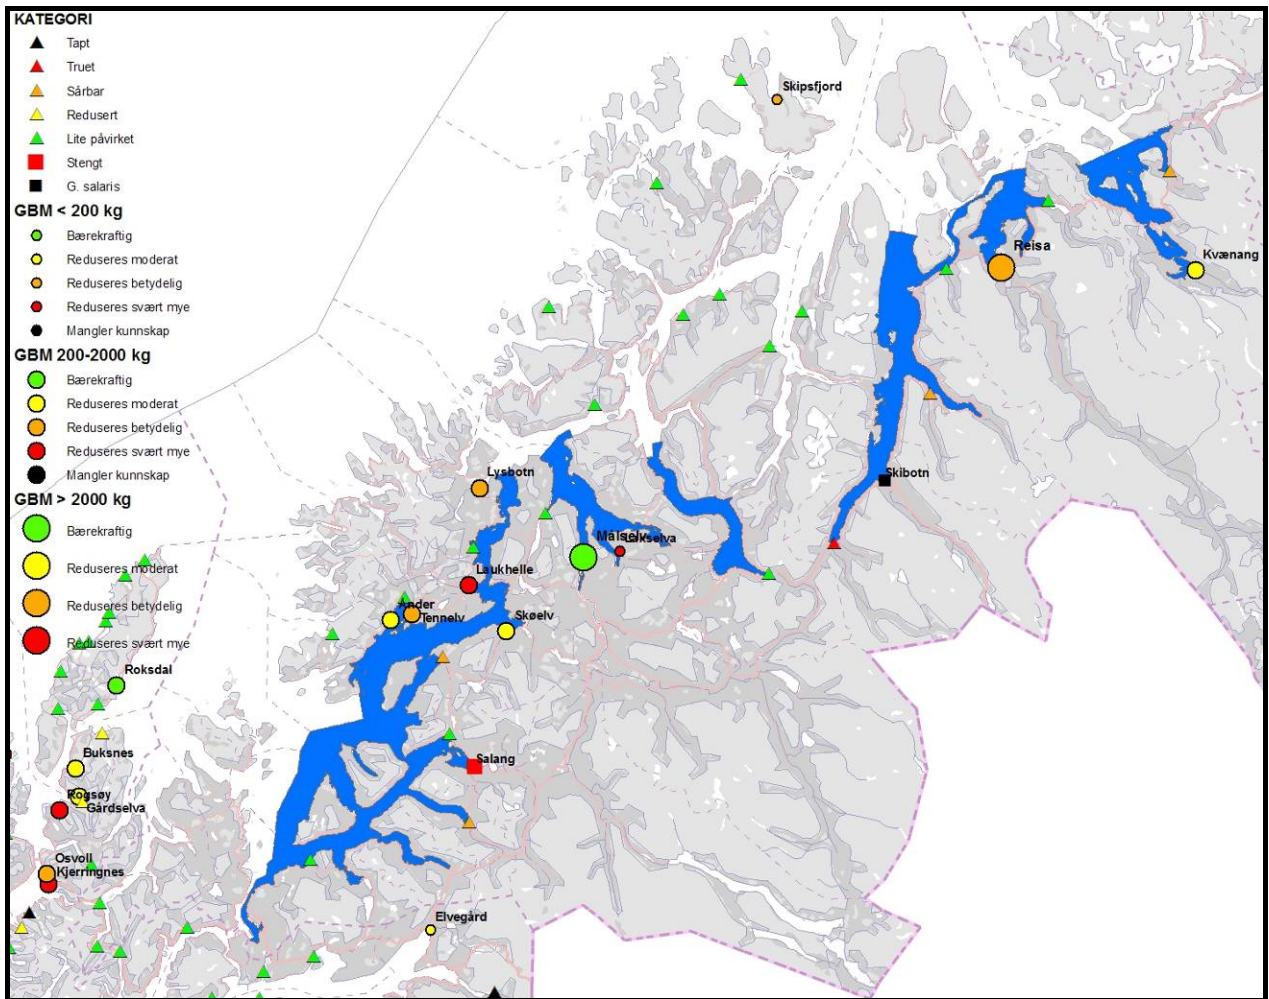 KATEGORI
Tapt
Truet
Sårbar
Redusert
Lite påvirket
Stengt
G. salaris
GBM < 200 kg
Bærekraftig
Reduseres moderat
Reduseres betydelig
Reduseres svært mye
Mangler kunnskap
GBM 200-2000 kg
Bærekraftig
Reduseres moderat
Reduseres betydelig
Reduseres svært mye
Mangler kunnskap
GBM > 2000 kg
Bærekraftig
Reduseres moderat
Reduseres betydelig
Reduseres svært mye
Skipsfjord
Reisa
Kvænang
Lysbotn
Skibotn
Målselv
Lakselva
Laukhelle
Ånder
Tennelv
Skøelv
Roksdal
Buksnes
Salang
Rogsøy
Gårdselva
Osvoll
Kjerringnes
Elvegård